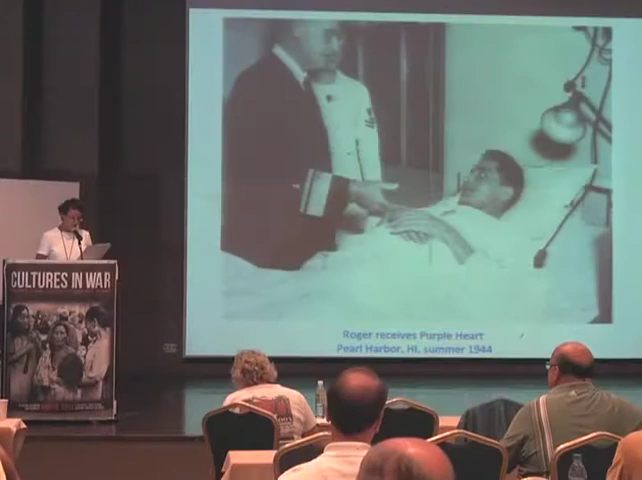 Roger receives Purple Heart
Pearl Harbor, HI, summer 1944
CULTURES IN WAR